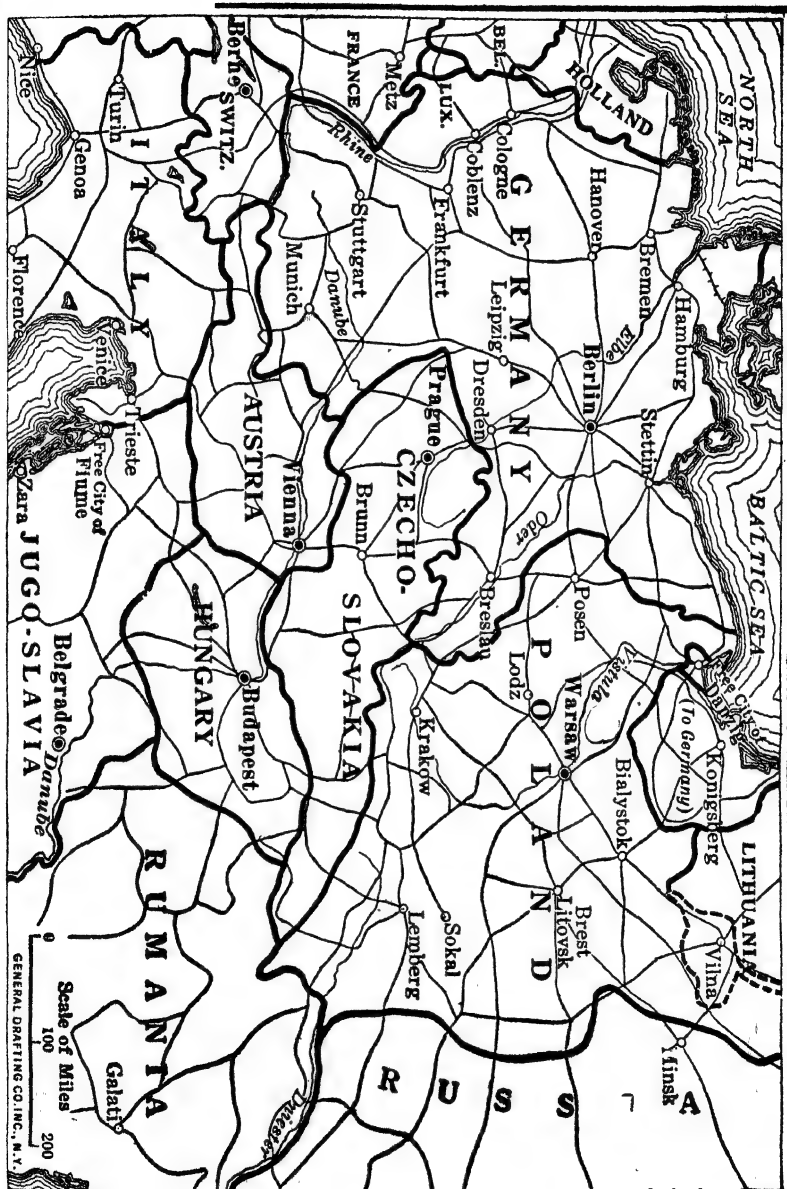 NORTH
SEA
BALTIC SEA
HOLLAND
BEL.
LUX.
FRANCE
Metz
Rhine
Cologne
Coblenz
Frankfurt
Hanover
Bremen
Hamburg
Elbe
Berlin
Stettin
GERMANY
Leipzig
Dresden
Stuttgart
Munich
Danube
Oder
Breslau
Free City of
Danzig
Konigsberg
(To Germany)
LITHUANIA
Vilna
Minsk
POLAND
Posen
Lodz
Warsaw
Vistula
Bialystok
Brest
Litovsk
Krakow
Sokal
Lemberg
RUSS A
Prague
CZECHO-
SLOVAKIA
Brunn
AUSTRIA
Vienna
HUNGARY
Budapest
Berne
SWITZ.
ITALY
Nice
Turin
Genoa
Florence
Venice
Trieste
Free City of
Fiume
Zara
JUGO-SLAVIA
Belgrade
Danube
RUMANIA
Galati
Dniester
0 100 200
Scale of Miles
GENERAL DRAFTING CO. INC., N.Y.